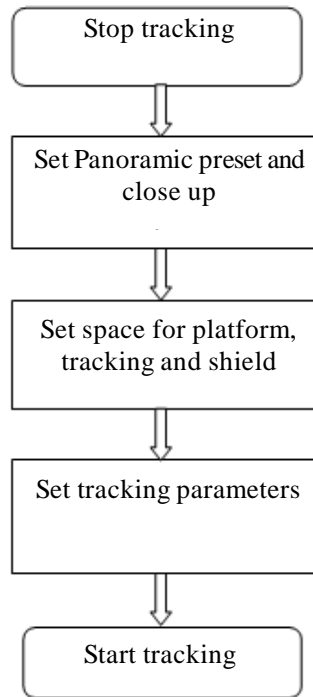 Stop tracking
Set Panoramic preset and
close up
Set space for platform,
tracking and shield
Set tracking parameters
Start tracking